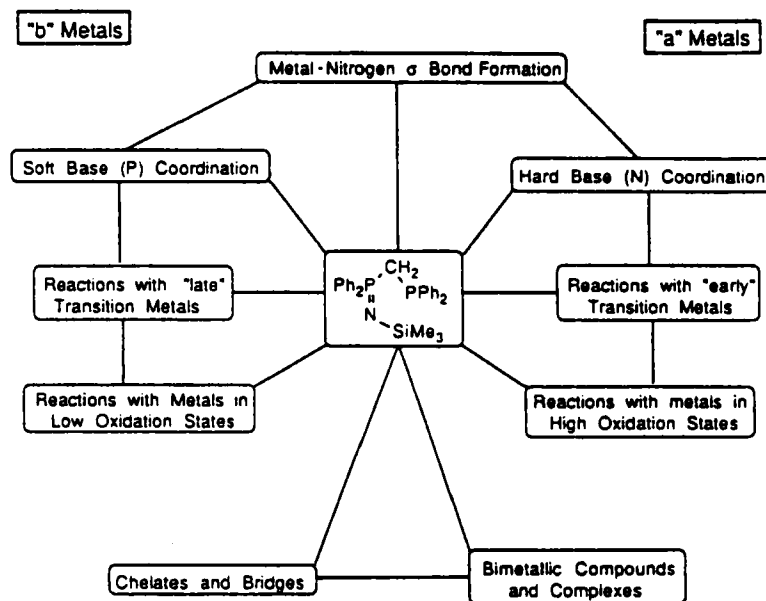 "b" Metals
"a" Metals
Metal-Nitrogen σ Bond Formation
Soft Base (P) Coordination
Hard Base (N) Coordination
CH₂
Ph₂P
PPh₂
N
SiMe₃
Reactions with "late"
Transition Metals
Reactions with "early"
Transition Metals
Reactions with Metals in
Low Oxidation States
Reactions with metals in
High Oxidation States
Chelates and Bridges
Bimetallic Compounds
and Complexes